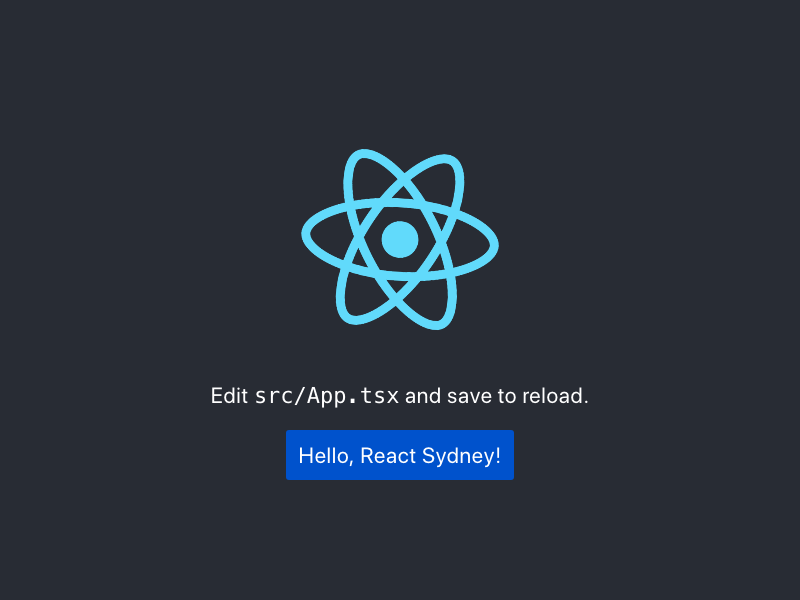 Edit src/App.tsx and save to reload.
Hello, React Sydney!